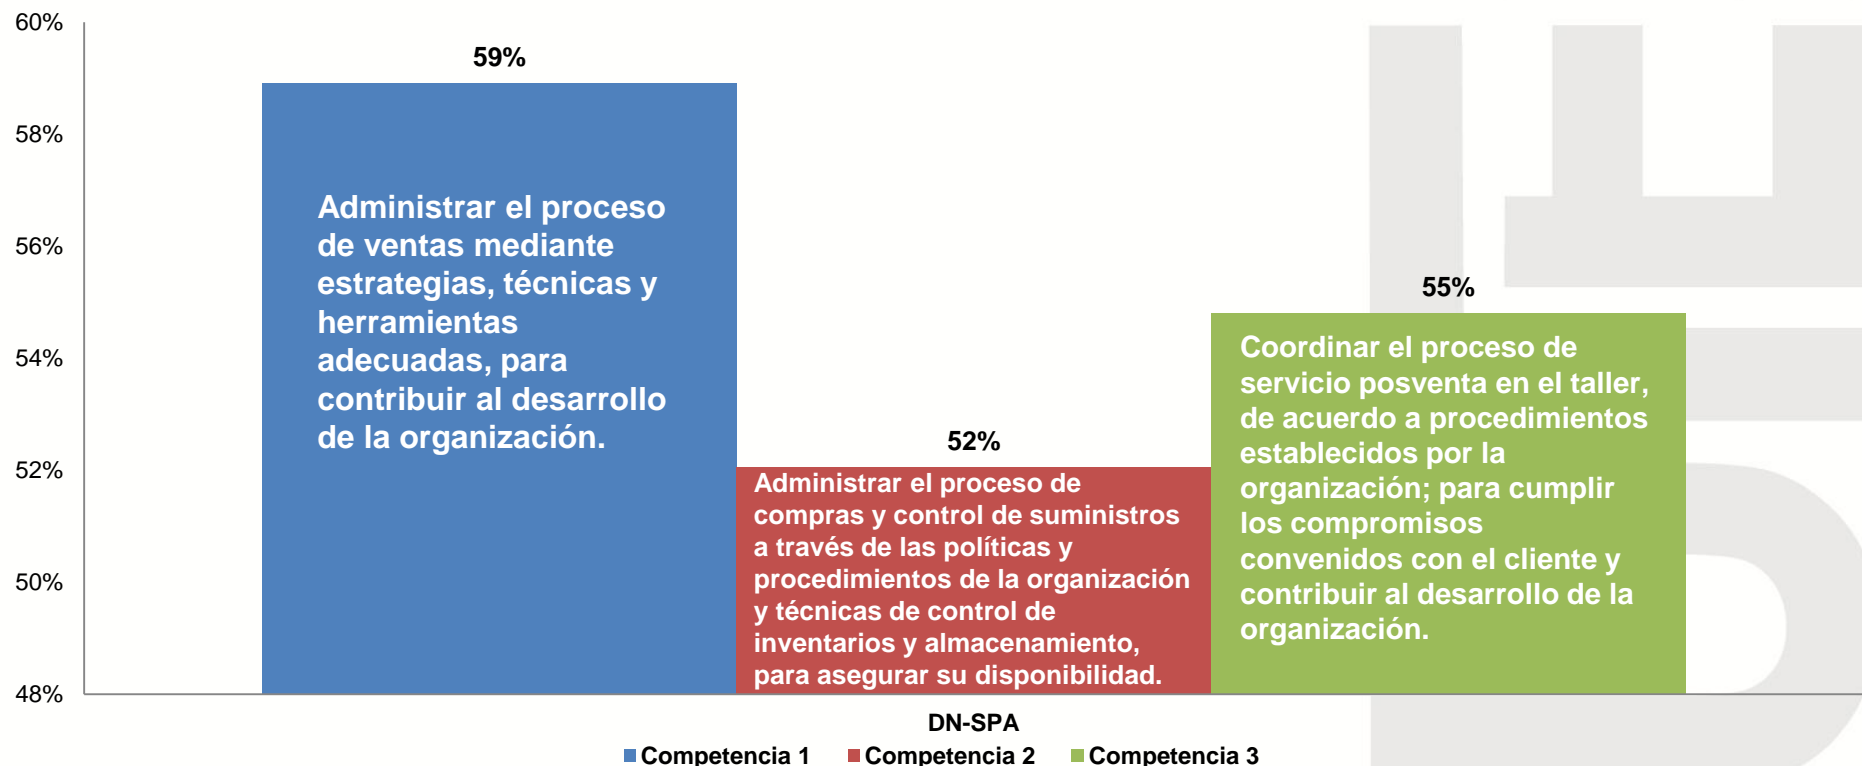 60%
58%
56%
54%
52%
50%
48%
59%
Administrar el proceso
de ventas mediante
estrategias, técnicas y
herramientas
adecuadas, para
contribuir al desarrollo
de la organización.
52%
Administrar el proceso de
compras y control de suministros
a través de las políticas y
procedimientos de la organización
y técnicas de control de
inventarios y almacenamiento,
para asegurar su disponibilidad.
55%
Coordinar el proceso de
servicio posventa en el taller,
de acuerdo a procedimientos
establecidos por la
organización; para cumplir
los compromisos
convenidos con el cliente y
contribuir al desarrollo de la
organización.
DN-SPA
Competencia 1 Competencia 2 Competencia 3